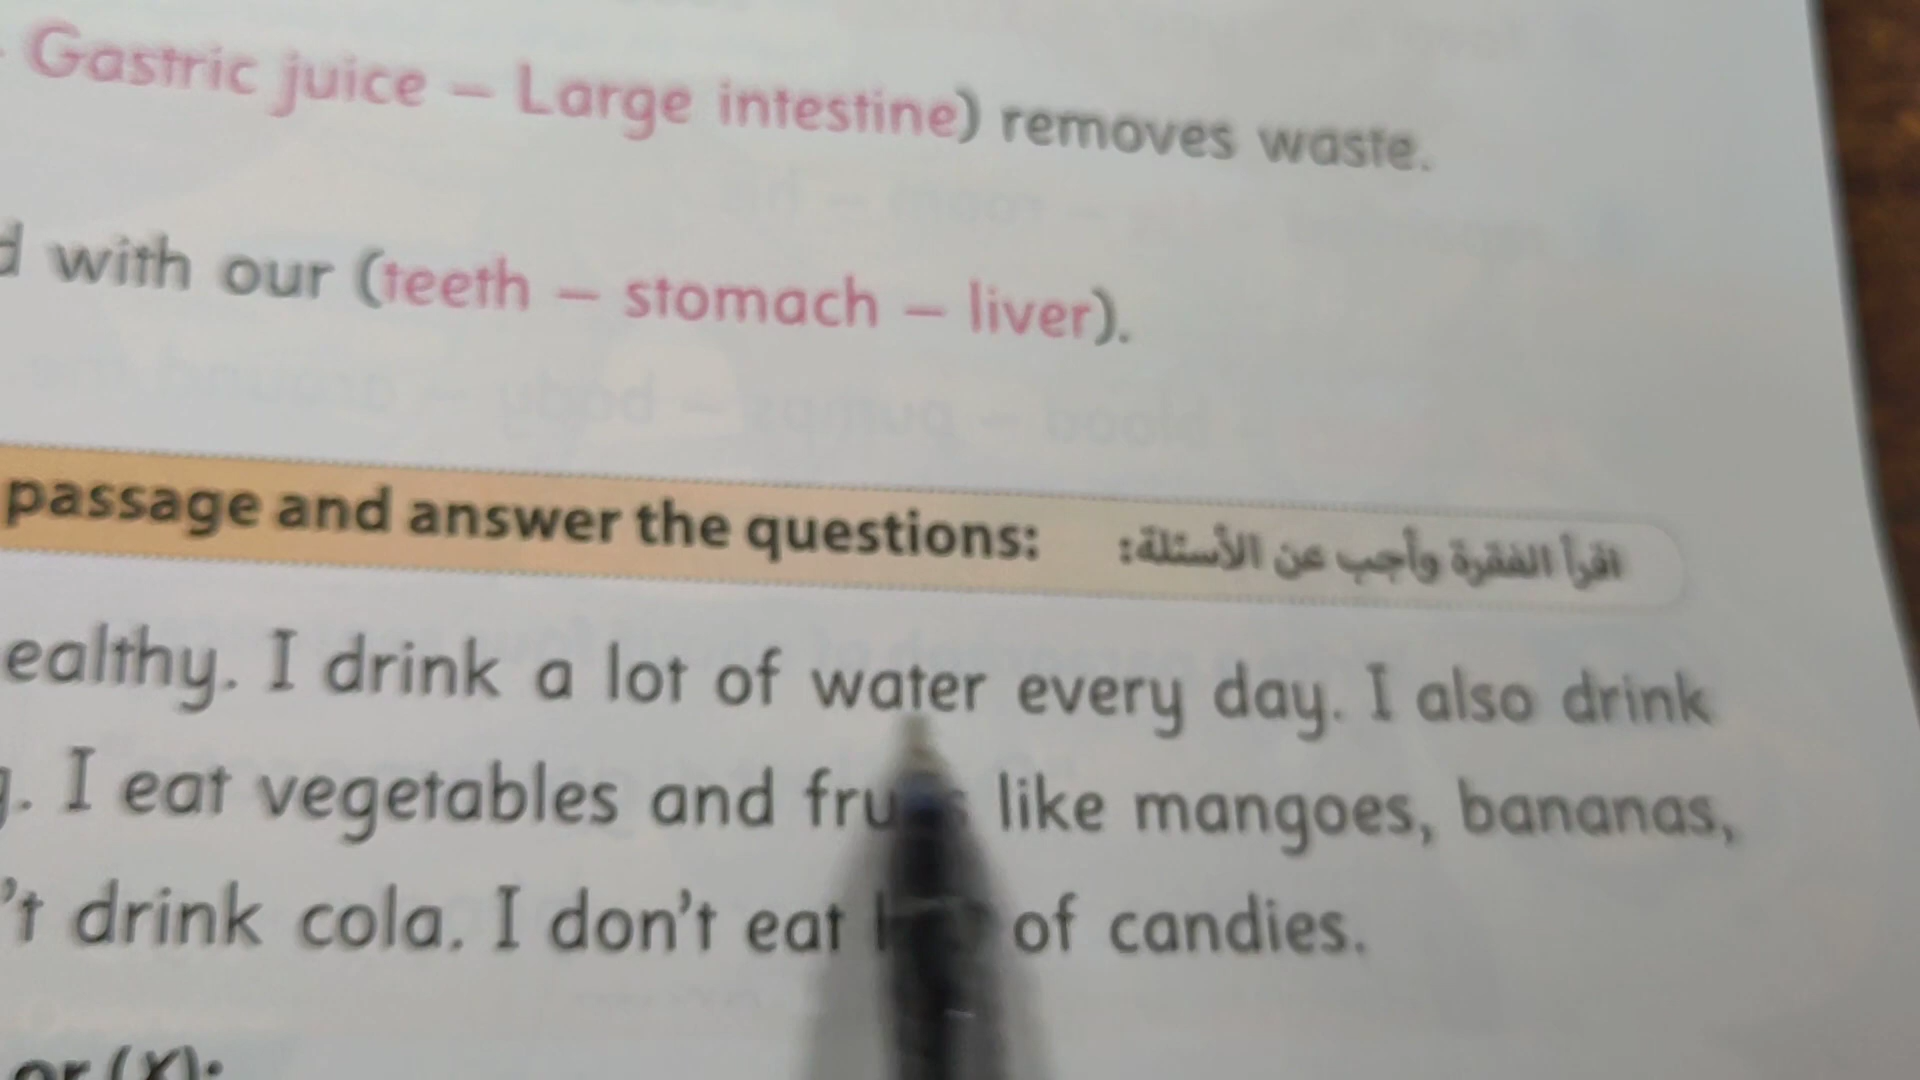 Gastric juice – Large intestine) removes waste.
d with our (teeth – stomach – liver).
passage and answer the questions: اقرأ الفقرة وأجب عن الأسئلة:
ealthy. I drink a lot of water every day. I also drink
. I eat vegetables and fru like mangoes, bananas,
't drink cola. I don't eat of candies.
or (X):